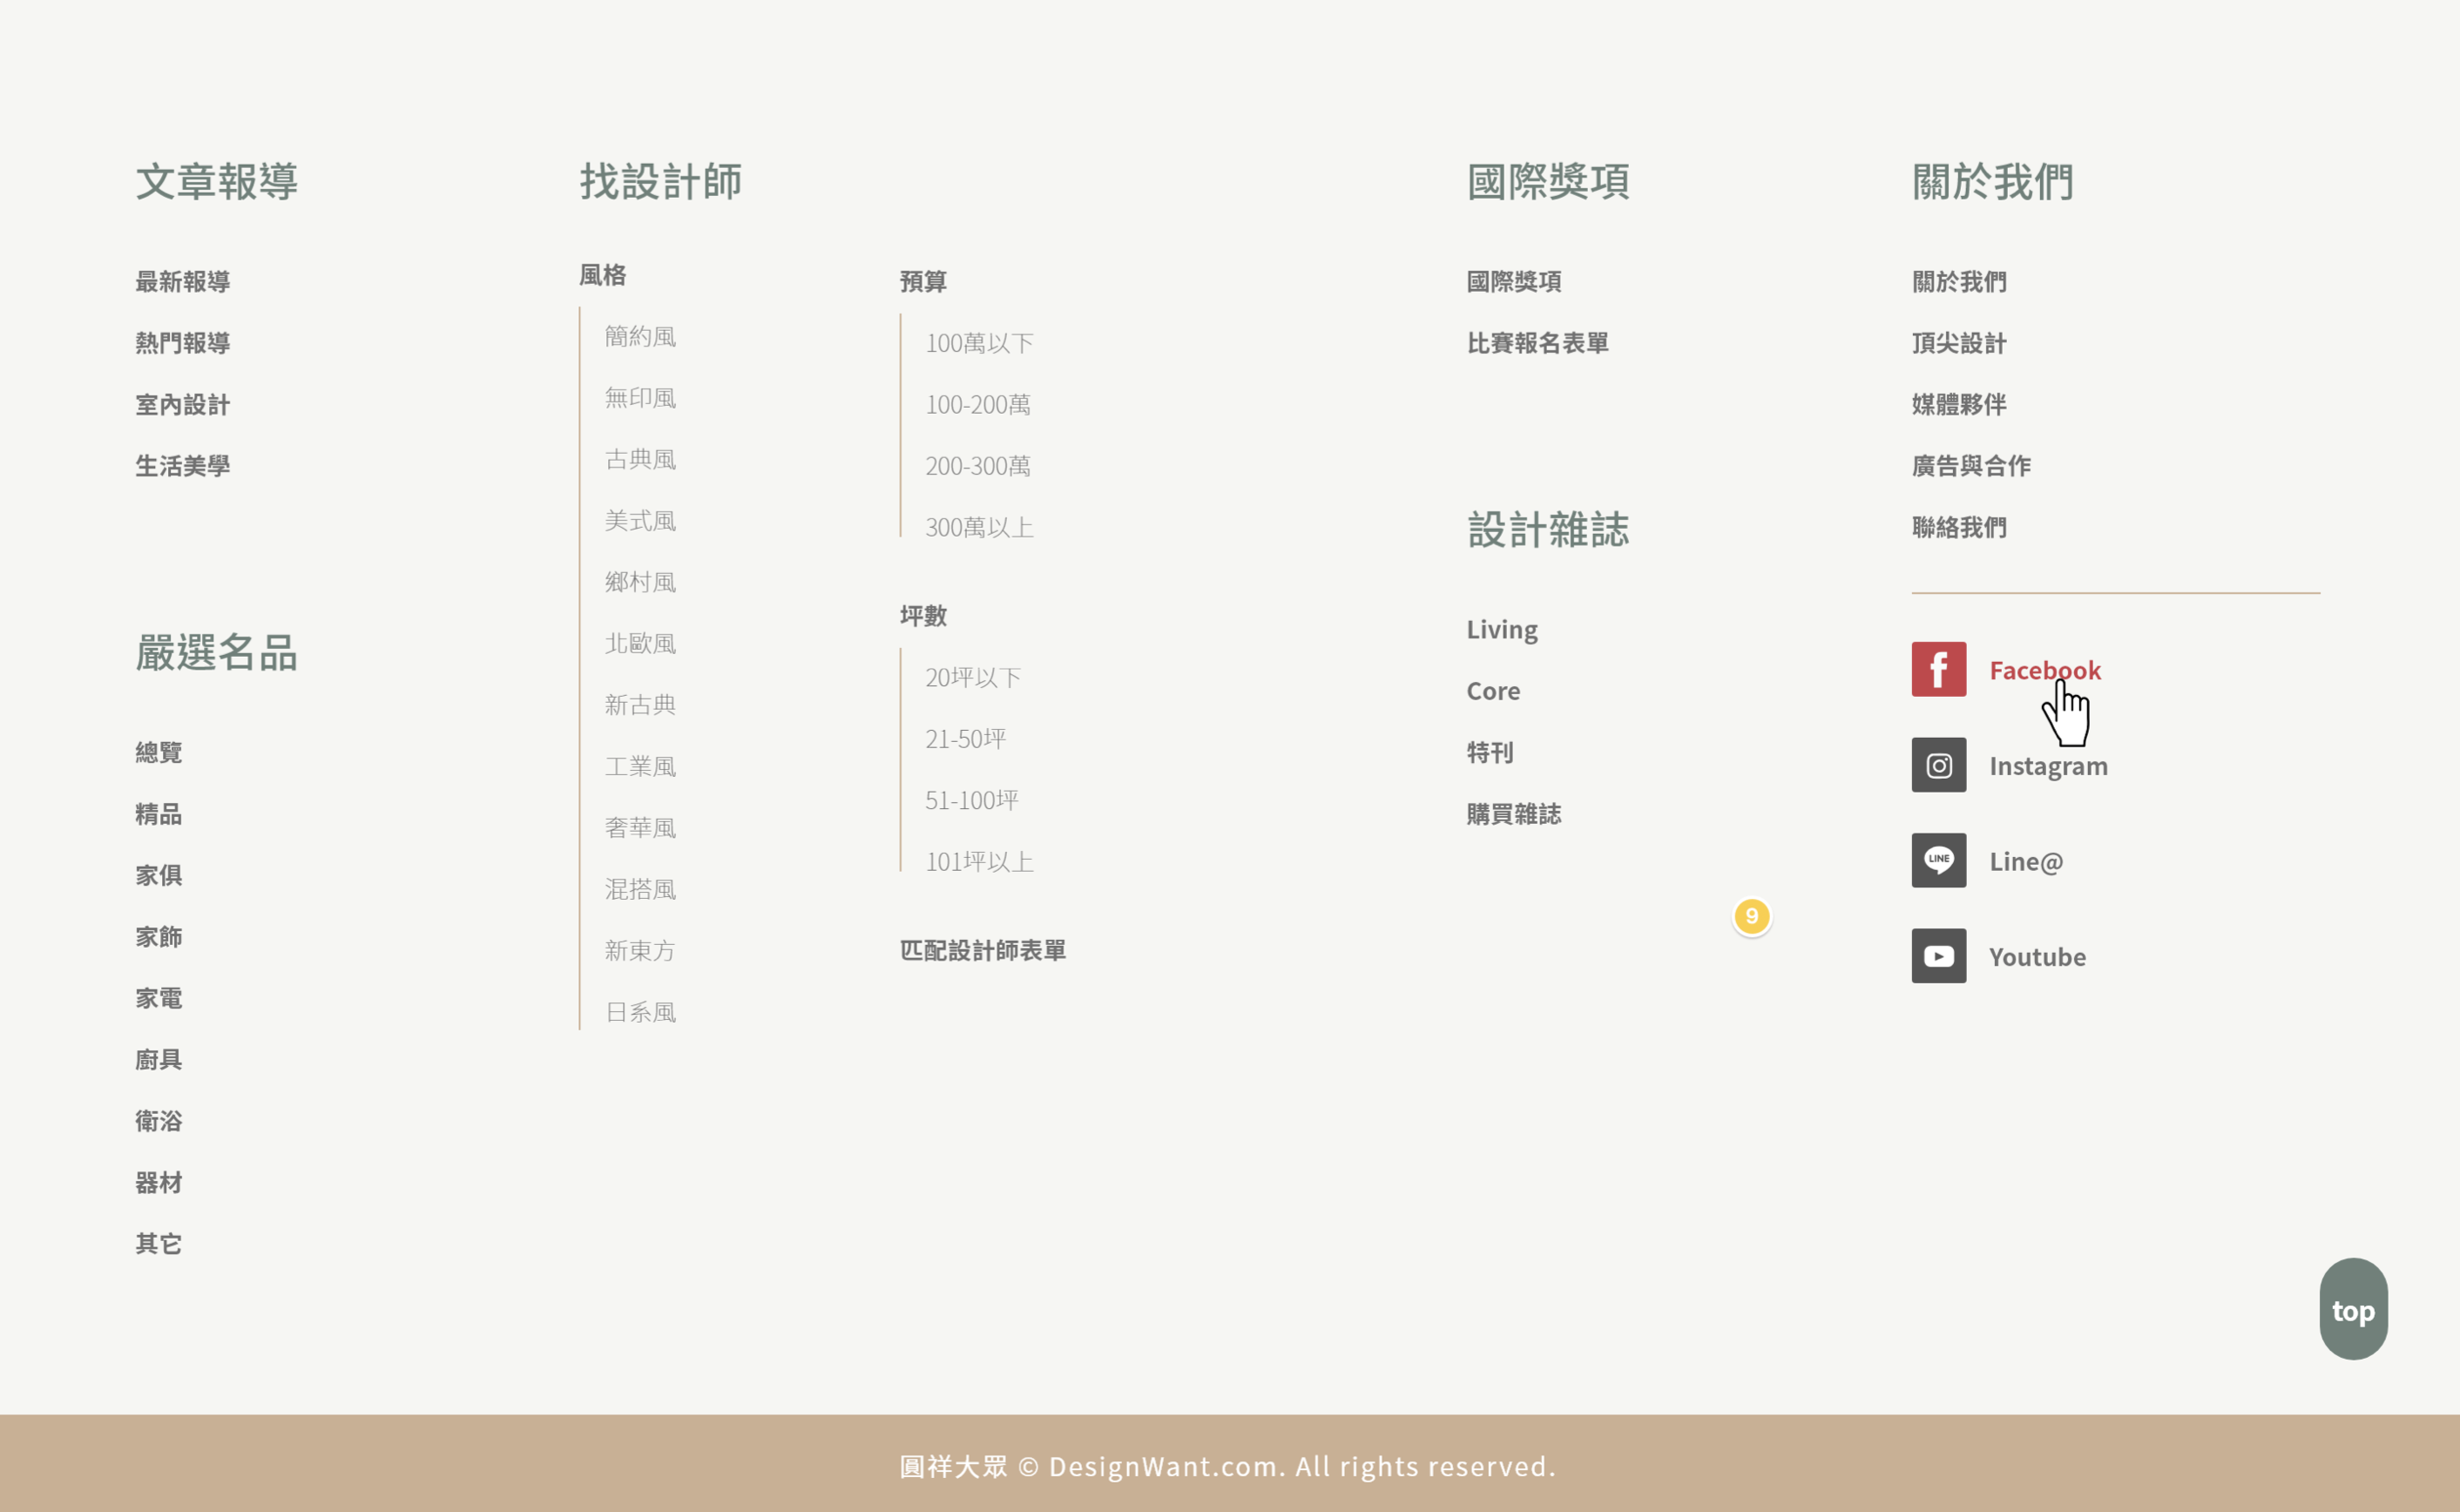 文章報導
最新報導
熱門報導
室內設計
生活美學
嚴選名品
總覽
精品
家俱
家飾
家電
廚具
衛浴
器材
其它
找設計師
風格
簡約風
無印風
古典風
美式風
鄉村風
北歐風
新古典
工業風
奢華風
混搭風
新東方
日系風
預算
100萬以下
100-200萬
200-300萬
300萬以上
坪數
20坪以下
21-50坪
51-100坪
101坪以上
匹配設計師表單
國際獎項
國際獎項
比賽報名表單
設計雜誌
Living
Core
特刊
購買雜誌
9
關於我們
關於我們
頂尖設計
媒體夥伴
廣告與合作
聯絡我們
Facebook
Instagram
LINE Line@
Youtube
top
圓祥大眾 © DesignWant.com. All rights reserved.